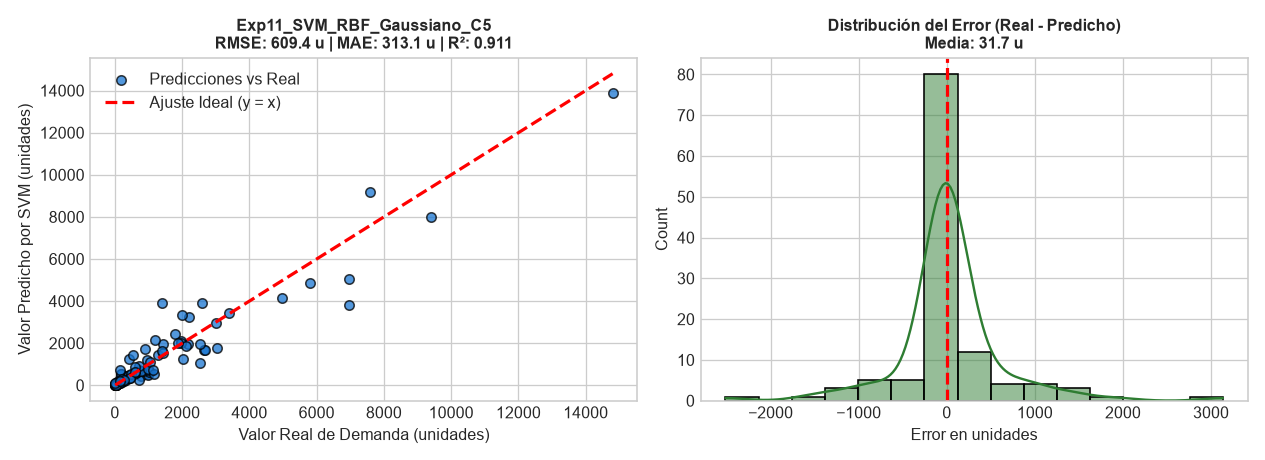 Exp11_SVM_RBF_Gaussiano_C5
RMSE: 609.4 u | MAE: 313.1 u | R²: 0.911
Predicciones vs Real
Ajuste Ideal (y = x)
Valor Predicho por SVM (unidades)
14000
12000
10000
8000
6000
4000
2000
0
0 2000 4000 6000 8000 10000 12000 14000
Valor Real de Demanda (unidades)
Distribución del Error (Real - Predicho)
Media: 31.7 u
Count
80
70
60
50
40
30
20
10
0
−2000 −1000 0 1000 2000 3000
Error en unidades